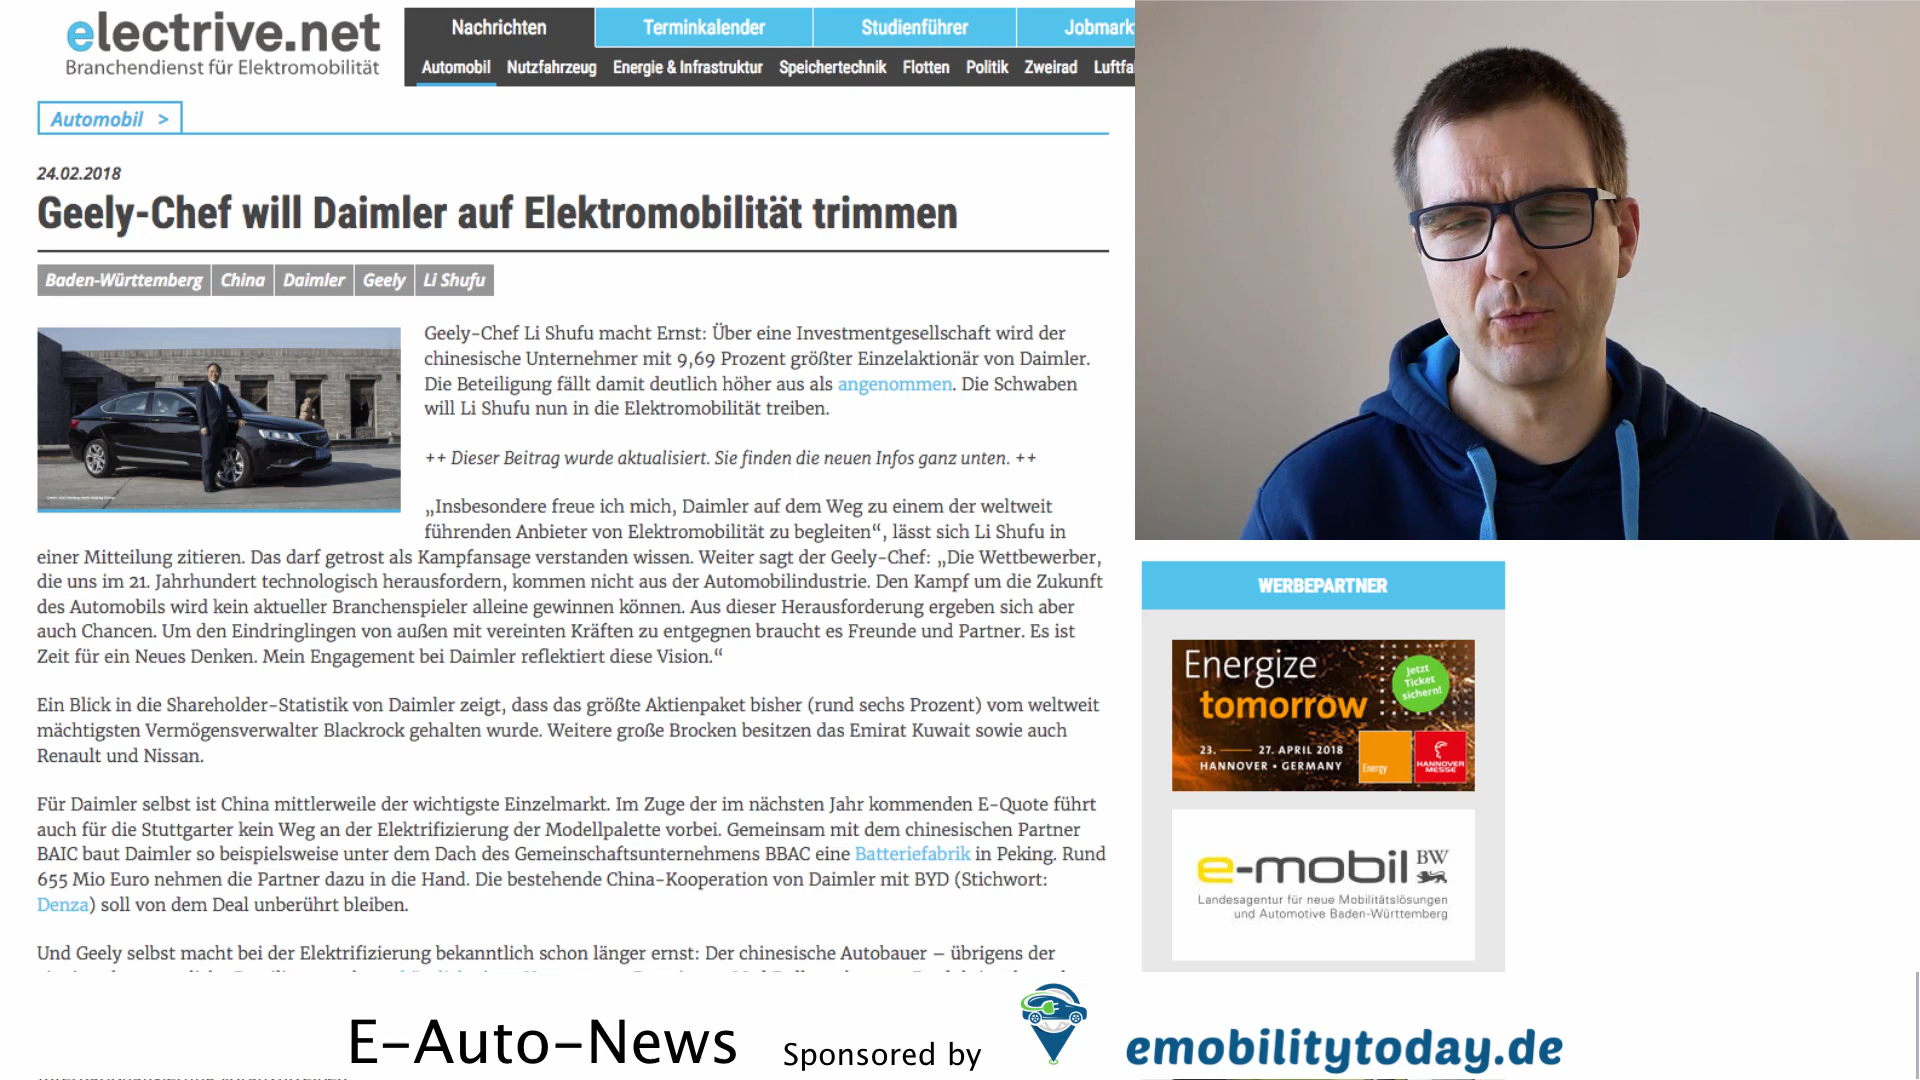 electrive.net
Branchendienst für Elektromobilität
Nachrichten
Terminkalender
Studienführer
Jobmark
Automobil
Nutzfahrzeug
Energie & Infrastruktur
Speichertechnik
Flotten
Politik
Zweirad
Luftfa
Automobil >
24.02.2018
Geely-Chef will Daimler auf Elektromobilität trimmen
Baden-Württemberg
China
Daimler
Geely
Li Shufu
Geely-Chef Li Shufu macht Ernst: Über eine Investmentgesellschaft wird der
chinesische Unternehmer mit 9,69 Prozent größter Einzelaktionär von Daimler.
Die Beteiligung fällt damit deutlich höher aus als angenommen. Die Schwaben
will Li Shufu nun in die Elektromobilität treiben.
++ Dieser Beitrag wurde aktualisiert. Sie finden die neuen Infos ganz unten. ++
„Insbesondere freue ich mich, Daimler auf dem Weg zu einem der weltweit
führenden Anbieter von Elektromobilität zu begleiten“, lässt sich Li Shufu in
einer Mitteilung zitieren. Das darf getrost als Kampfansage verstanden wissen. Weiter sagt der Geely-Chef: „Die Wettbewerber,
die uns im 21. Jahrhundert technologisch herausfordern, kommen nicht aus der Automobilindustrie. Den Kampf um die Zukunft
des Automobils wird kein aktueller Branchenspieler alleine gewinnen können. Aus dieser Herausforderung ergeben sich aber
auch Chancen. Um den Eindringlingen von außen mit vereinten Kräften zu entgegnen braucht es Freunde und Partner. Es ist
Zeit für ein Neues Denken. Mein Engagement bei Daimler reflektiert diese Vision.“
Ein Blick in die Shareholder-Statistik von Daimler zeigt, dass das größte Aktienpaket bisher (rund sechs Prozent) vom weltweit
mächtigsten Vermögensverwalter Blackrock gehalten wurde. Weitere große Brocken besitzen das Emirat Kuwait sowie auch
Renault und Nissan.
Für Daimler selbst ist China mittlerweile der wichtigste Einzelmarkt. Im Zuge der im nächsten Jahr kommenden E-Quote führt
auch für die Stuttgarter kein Weg an der Elektrifizierung der Modellpalette vorbei. Gemeinsam mit dem chinesischen Partner
BAIC baut Daimler so beispielsweise unter dem Dach des Gemeinschaftsunternehmens BBAC eine Batteriefabrik in Peking. Rund
655 Mio Euro nehmen die Partner dazu in die Hand. Die bestehende China-Kooperation von Daimler mit BYD (Stichwort:
Denza) soll von dem Deal unberührt bleiben.
Und Geely selbst macht bei der Elektrifizierung bekanntlich schon länger ernst: Der chinesische Autobauer – übrigens der
WERBEPARTNER
Energize
tomorrow
Jetzt
Ticket
sichern!
23. — 27. APRIL 2018
HANNOVER • GERMANY
Energy
HANNOVER
MESSE
e-mobil BW
Landesagentur für neue Mobilitätslösungen
und Automotive Baden-Württemberg
E-Auto-News
Sponsored by
emobilitytoday.de